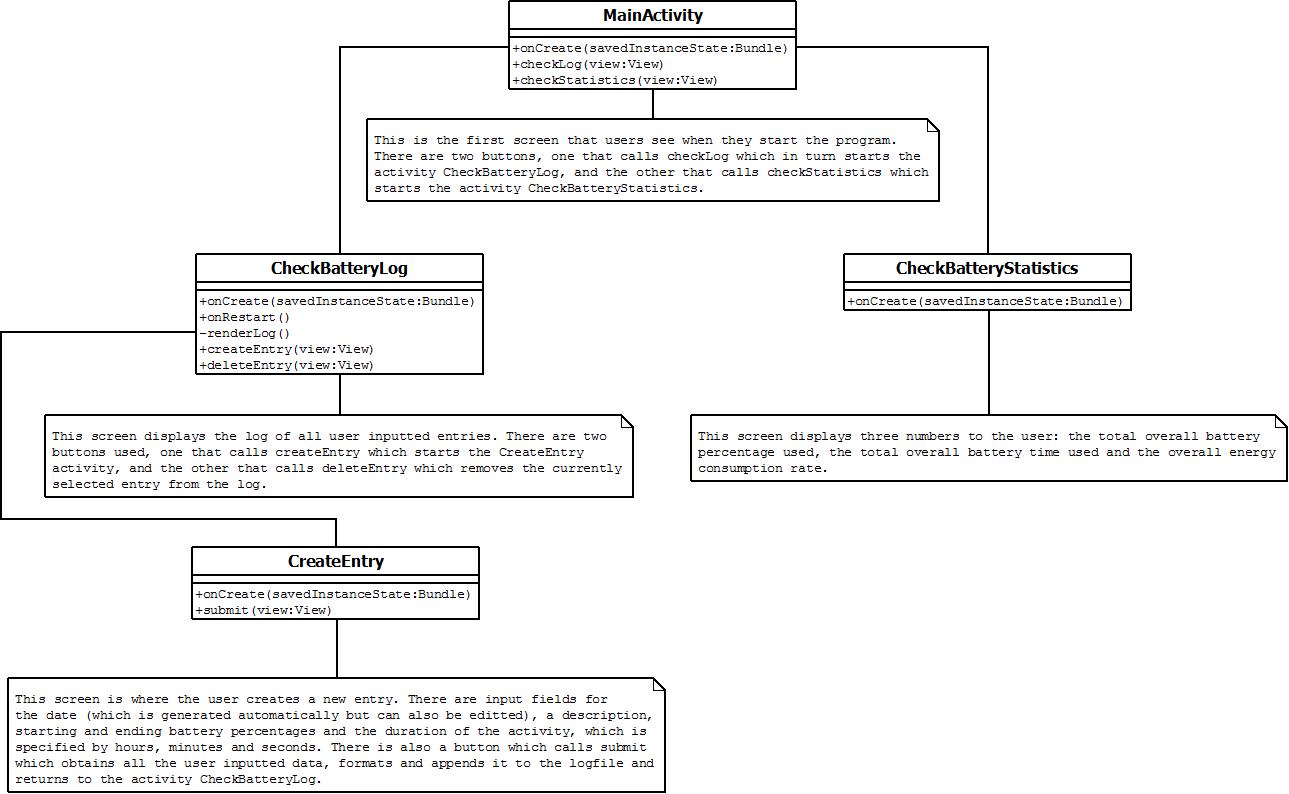 MainActivity
+onCreate(savedInstanceState:Bundle)
+checkLog(view:View)
+checkStatistics(view:View)
This is the first screen that users see when they start the program.
There are two buttons, one that calls checkLog which in turn starts the
activity CheckBatteryLog, and the other that calls checkStatistics which
starts the activity CheckBatteryStatistics.
CheckBatteryLog
+onCreate(savedInstanceState:Bundle)
+onRestart()
-renderLog()
+createEntry(view:View)
+deleteEntry(view:View)
CheckBatteryStatistics
+onCreate(savedInstanceState:Bundle)
This screen displays the log of all user inputted entries. There are two
buttons used, one that calls createEntry which starts the CreateEntry
activity, and the other that calls deleteEntry which removes the currently
selected entry from the log.
This screen displays three numbers to the user: the total overall battery
percentage used, the total overall battery time used and the overall energy
consumption rate.
CreateEntry
+onCreate(savedInstanceState:Bundle)
+submit(view:View)
This screen is where the user creates a new entry. There are input fields for
the date (which is generated automatically but can also be editted), a description,
starting and ending battery percentages and the duration of the activity, which is
specified by hours, minutes and seconds. There is also a button which calls submit
which obtains all the user inputted data, formats and appends it to the logfile and
returns to the activity CheckBatteryLog.